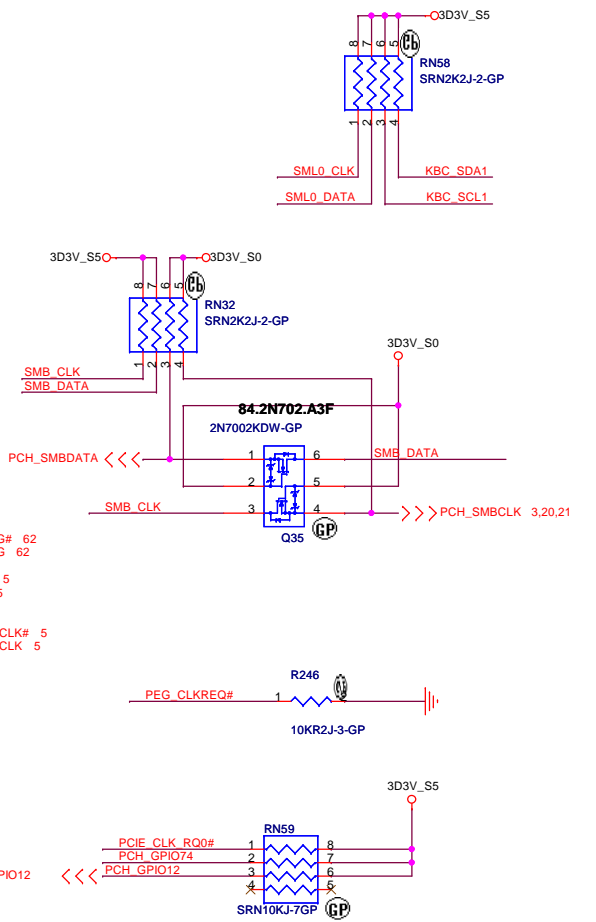 3D3V_S5
8 7 6 5
RN58
SRN2K2J-2-GP
1 2 3 4
SML0_CLK
KBC_SDA1
SML0_DATA
KBC_SCL1
3D3V_S5
3D3V_S0
8 7 6 5
RN32
SRN2K2J-2-GP
1 2 3 4
SMB_CLK
SMB_DATA
3D3V_S0
84.2N702.A3F
2N7002KDW-GP
PCH_SMBDATA
1
6
SMB_DATA
2
5
SMB_CLK
3
4
PCH_SMBCLK 3,20,21
GP
Q35
G# 62
G 62
5
5
CLK# 5
CLK 5
R246
PEG_CLKREQ#
1
10KR2J-3-GP
3D3V_S5
RN59
PCIE_CLK_RQ0#
1
8
PCH_GPIO74
2
7
PIO12
PCH_GPIO12
3
6
4
5
SRN10KJ-7GP
GP